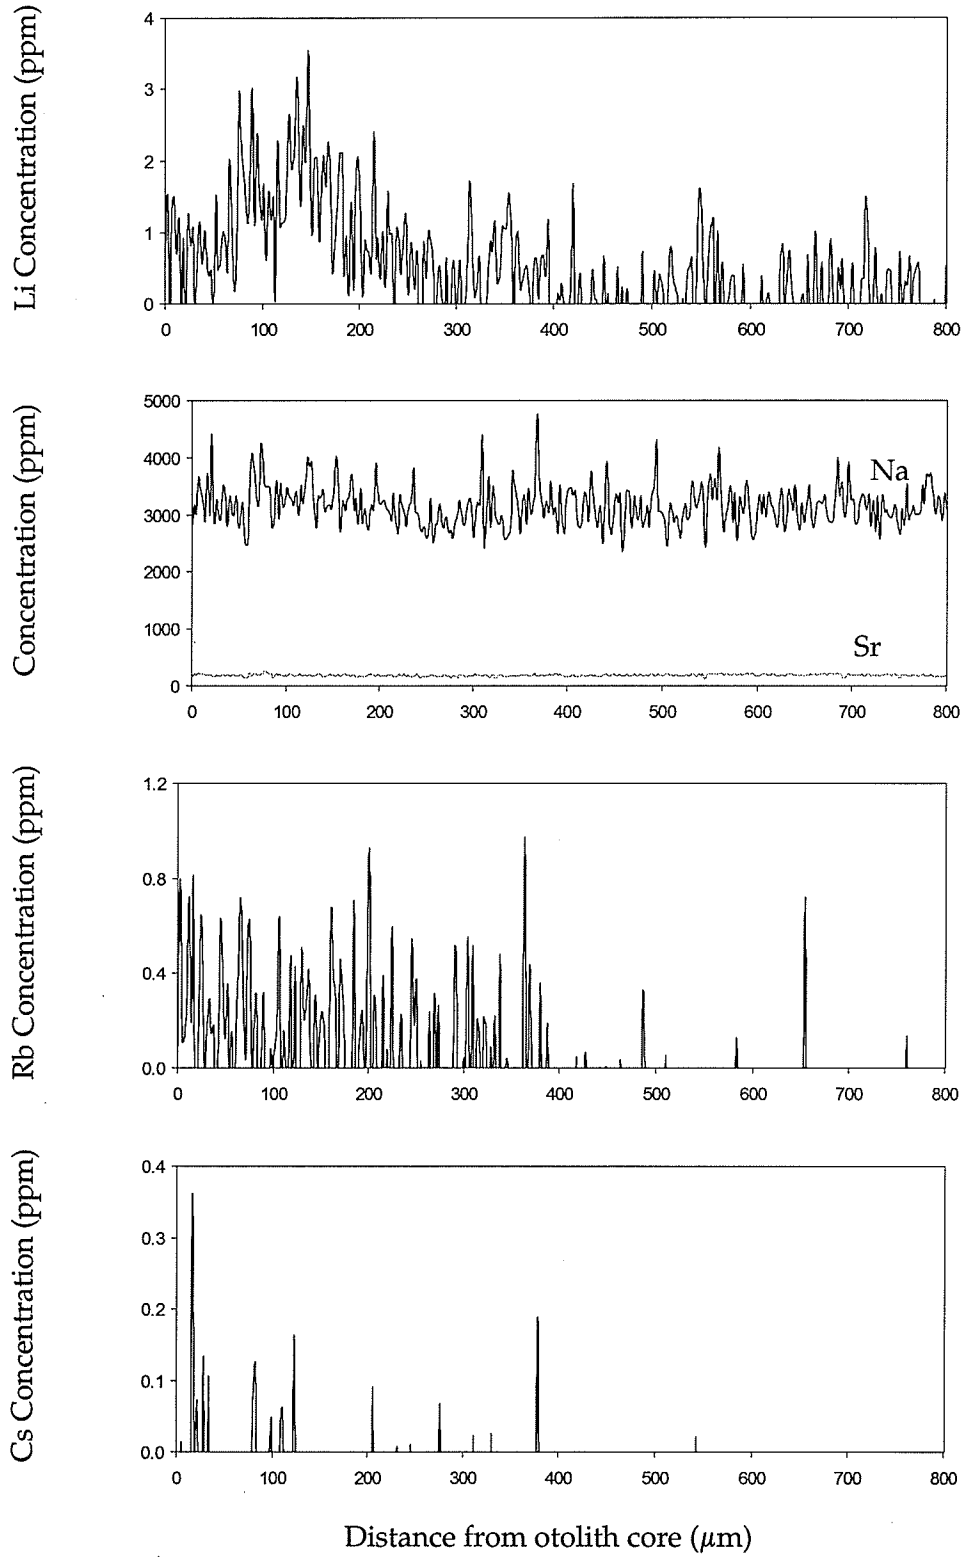 Li Concentration (ppm)
4
3
2
1
0
0 100 200 300 400 500 600 700 800
Concentration (ppm)
5000
4000
3000
2000
1000
0
Na
Sr
0 100 200 300 400 500 600 700 800
Rb Concentration (ppm)
1.2
0.8
0.4
0.0
0 100 200 300 400 500 600 700 800
Cs Concentration (ppm)
0.4
0.3
0.2
0.1
0.0
0 100 200 300 400 500 600 700 800
Distance from otolith core (μm)